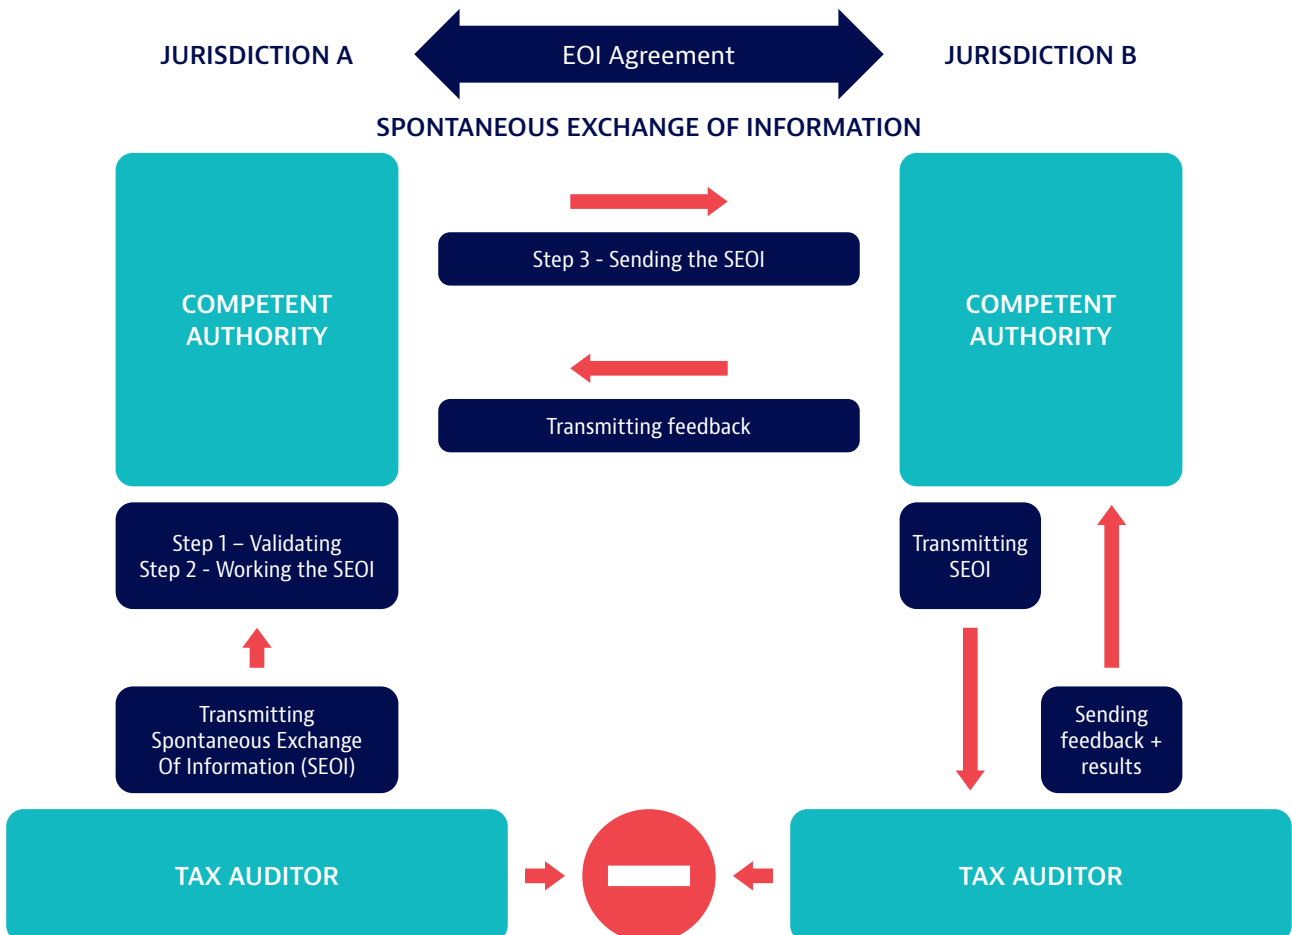 JURISDICTION A
EOI Agreement
JURISDICTION B
SPONTANEOUS EXCHANGE OF INFORMATION
COMPETENT
AUTHORITY
Step 3 - Sending the SEOI
Transmitting feedback
COMPETENT
AUTHORITY
Step 1 – Validating
Step 2 - Working the SEOI
Transmitting
SEOI
Transmitting
Spontaneous Exchange
Of Information (SEOI)
Sending
feedback +
results
TAX AUDITOR
TAX AUDITOR